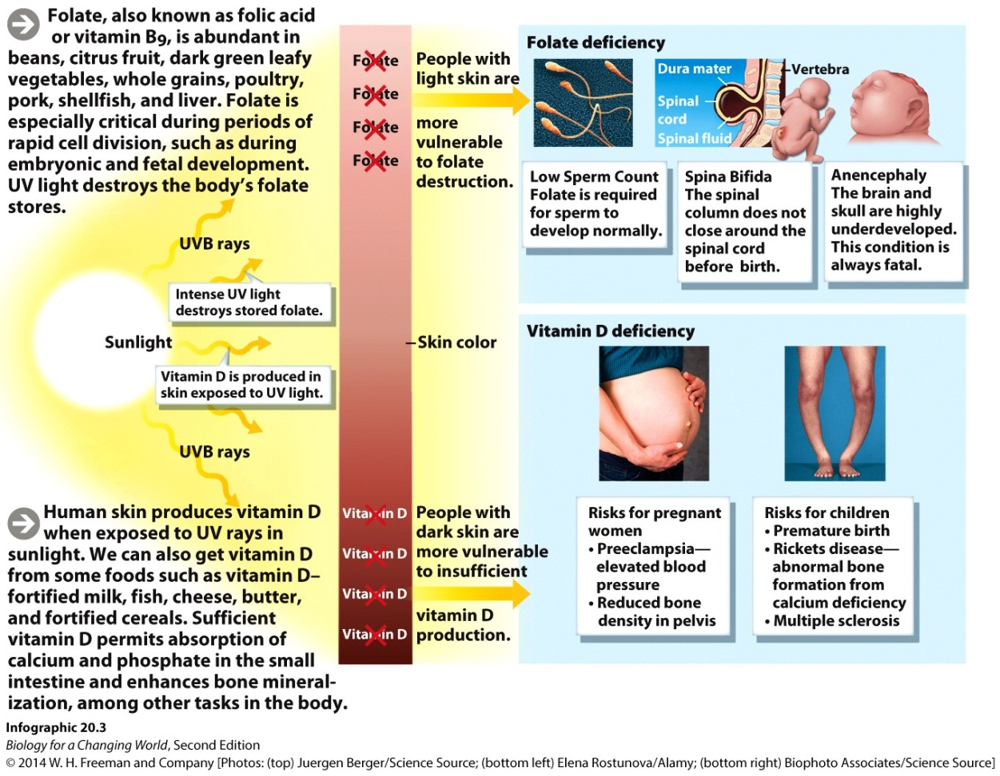 Folate, also known as folic acid
or vitamin B9, is abundant in
beans, citrus fruit, dark green leafy
vegetables, whole grains, poultry,
pork, shellfish, and liver. Folate is
especially critical during periods of
rapid cell division, such as during
embryonic and fetal development.
UV light destroys the body's folate
stores.
UVB rays
Intense UV light
destroys stored folate.
Sunlight
Vitamin D is produced in
skin exposed to UV light.
UVB rays
Human skin produces vitamin D
when exposed to UV rays in
sunlight. We can also get vitamin D
from some foods such as vitamin D–
fortified milk, fish, cheese, butter,
and fortified cereals. Sufficient
vitamin D permits absorption of
calcium and phosphate in the small
intestine and enhances bone mineral-
ization, among other tasks in the body.
Folate
Folate
Folate
Folate
People with
light skin are
more
vulnerable
to folate
destruction.
Skin color
Vitamin D
Vitamin D
Vitamin D
Vitamin D
People with
dark skin are
more vulnerable
to insufficient
vitamin D
production.
Folate deficiency
Dura mater
Vertebra
Spinal
cord
Spinal fluid
Low Sperm Count
Folate is required
for sperm to
develop normally.
Spina Bifida
The spinal
column does not
close around the
spinal cord
before birth.
Anencephaly
The brain and
skull are highly
underdeveloped.
This condition is
always fatal.
Vitamin D deficiency
Risks for pregnant
women
• Preeclampsia—
elevated blood
pressure
• Reduced bone
density in pelvis
Risks for children
• Premature birth
• Rickets disease—
abnormal bone
formation from
calcium deficiency
• Multiple sclerosis
Infographic 20.3
Biology for a Changing World, Second Edition
© 2014 W. H. Freeman and Company [Photos: (top) Juergen Berger/Science Source; (bottom left) Elena Rostunova/Alamy; (bottom right) Biophoto Associates/Science Source]